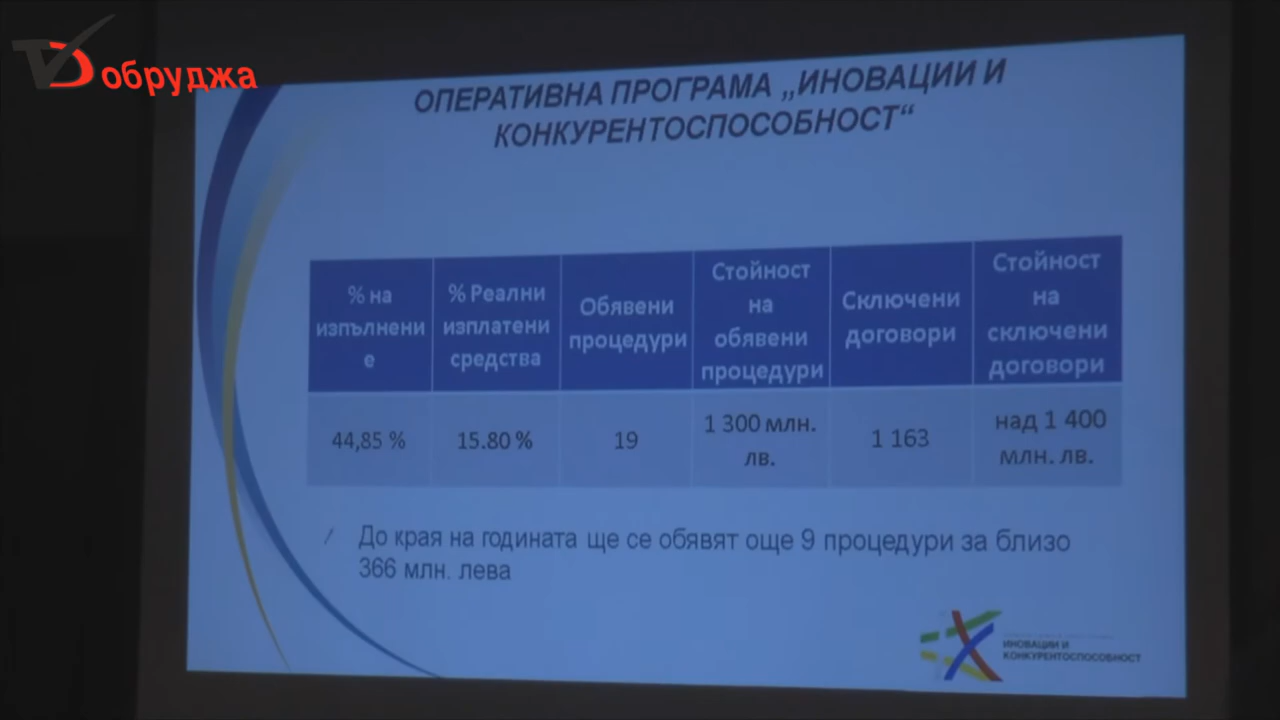 TV Добруджа
ОПЕРАТИВНА ПРОГРАМА „ИНОВАЦИИ И
КОНКУРЕНТОСПОСОБНОСТ“
% на
изпълнени
е
% Реални
изплатени
средства
Обявени
процедури
Стойност
на
обявени
процедури
Сключени
договори
Стойност
на
сключени
договори
44,85 %
15.80 %
19
1 300 млн.
лв.
1 163
над 1 400
млн. лв.
До края на годината ще се обявят още 9 процедури за близо
366 млн. лева
ИНОВАЦИИ И
КОНКУРЕНТОСПОСОБНОСТ